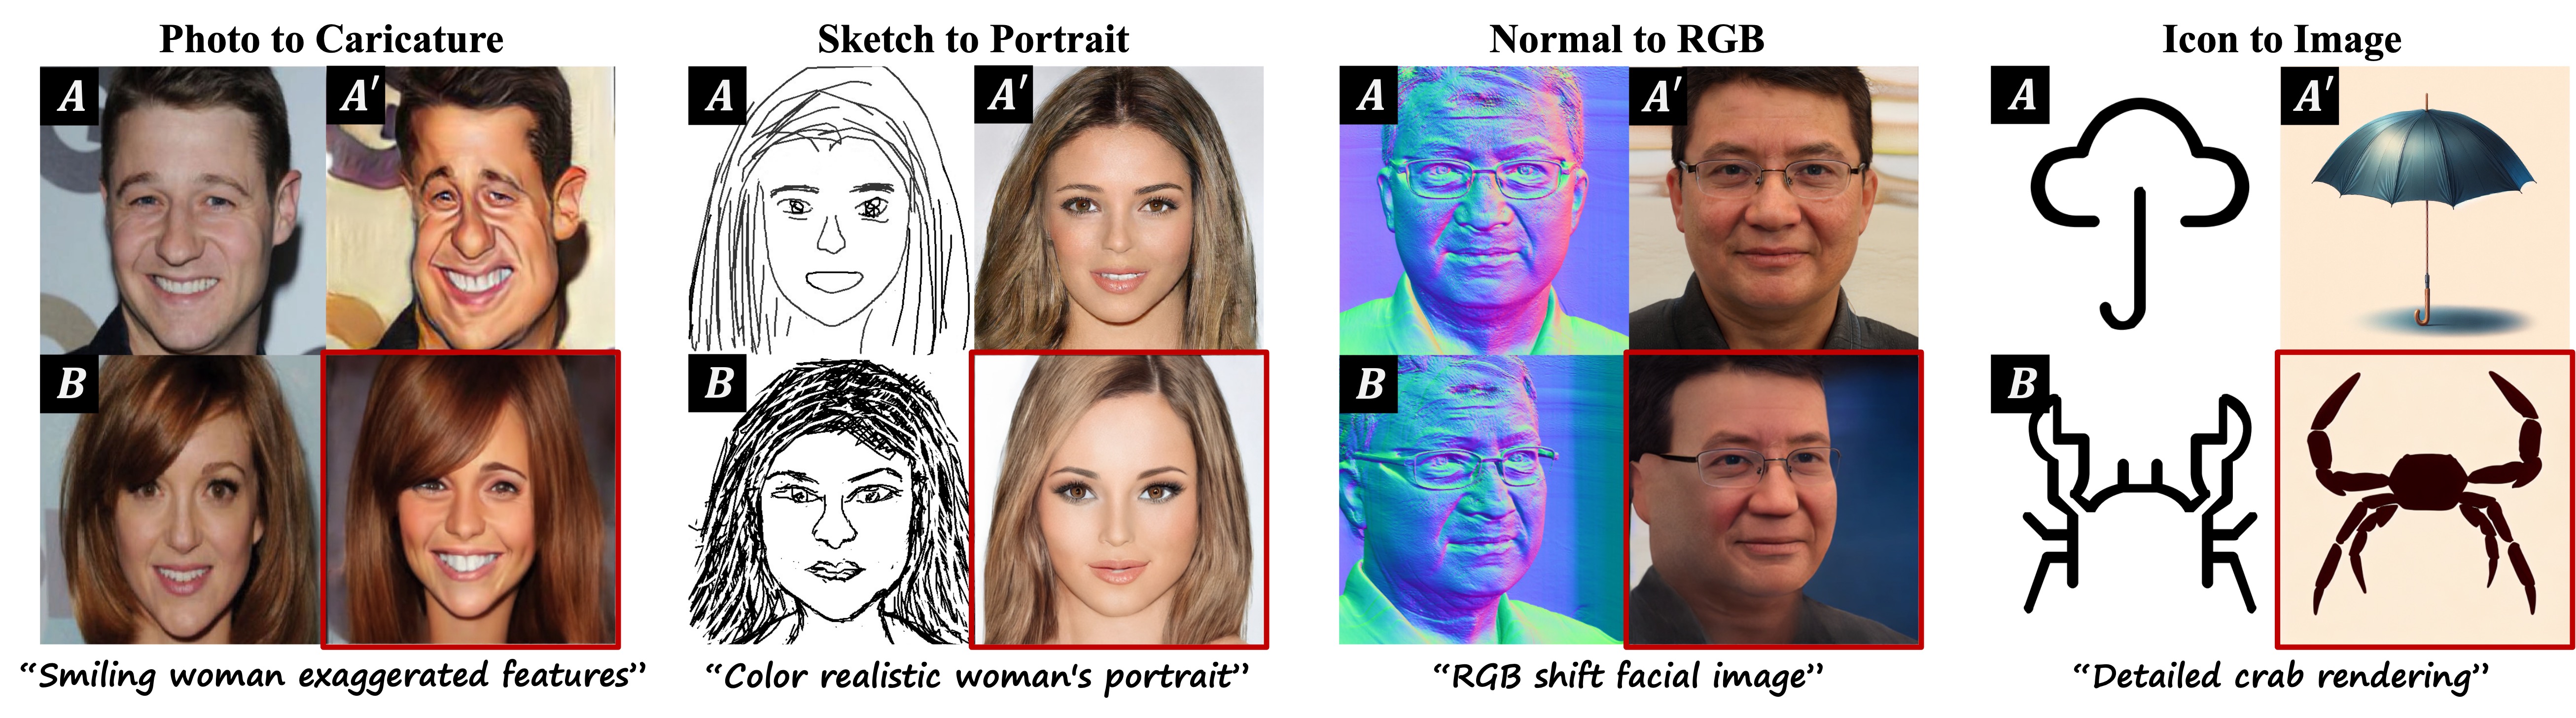 Photo to Caricature
Sketch to Portrait
Normal to RGB
Icon to Image
A
A′
A
A′
A
A′
A
A′
B
B
B
B
“Smiling woman exaggerated features”
“Color realistic woman's portrait”
“RGB shift facial image”
“Detailed crab rendering”